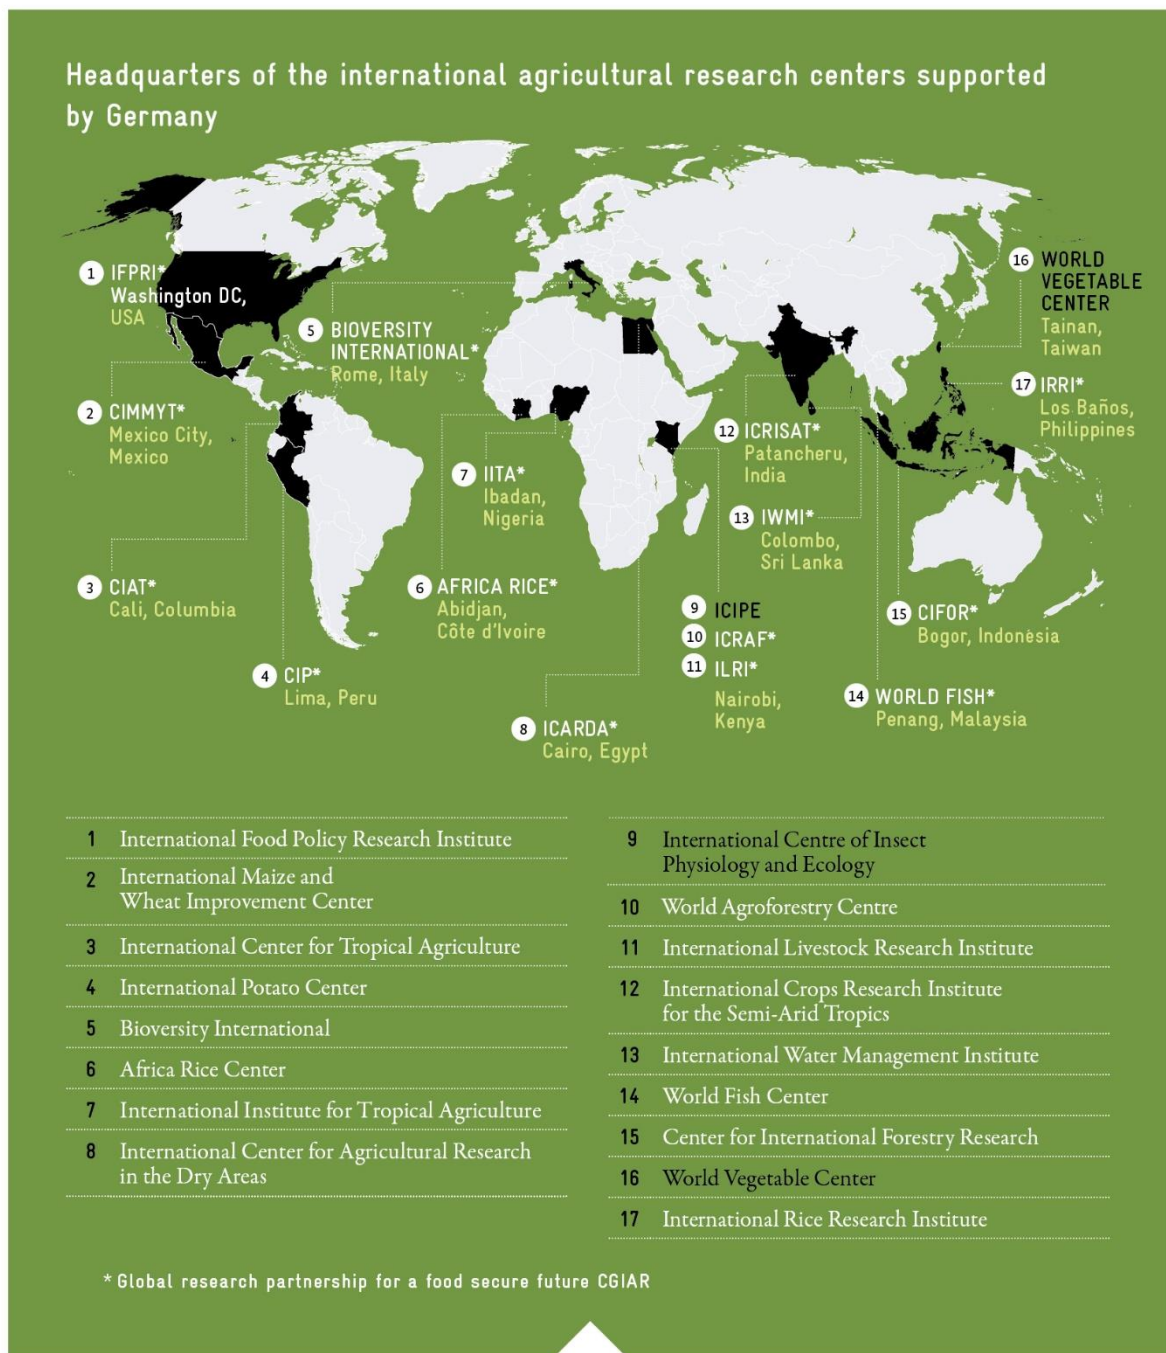 Headquarters of the international agricultural research centers supported
by Germany
1 IFPRI*
Washington DC,
USA
2 CIMMYT*
Mexico City,
Mexico
3 CIAT*
Cali, Columbia
4 CIP*
Lima, Peru
5 BIOVERSITY
INTERNATIONAL*
Rome, Italy
6 AFRICA RICE*
Abidjan,
Côte d'Ivoire
7 IITA*
Ibadan,
Nigeria
8 ICARDA*
Cairo, Egypt
9 ICIPE
10 ICRAF*
11 ILRI*
Nairobi,
Kenya
12 ICRISAT*
Patancheru,
India
13 IWMI*
Colombo,
Sri Lanka
14 WORLD FISH*
Penang, Malaysia
15 CIFOR*
Bogor, Indonesia
16 WORLD
VEGETABLE
CENTER
Tainan,
Taiwan
17 IRRI*
Los Baños,
Philippines
1 International Food Policy Research Institute
2 International Maize and
Wheat Improvement Center
3 International Center for Tropical Agriculture
4 International Potato Center
5 Bioversity International
6 Africa Rice Center
7 International Institute for Tropical Agriculture
8 International Center for Agricultural Research
in the Dry Areas
9 International Centre of Insect
Physiology and Ecology
10 World Agroforestry Centre
11 International Livestock Research Institute
12 International Crops Research Institute
for the Semi-Arid Tropics
13 International Water Management Institute
14 World Fish Center
15 Center for International Forestry Research
16 World Vegetable Center
17 International Rice Research Institute
* Global research partnership for a food secure future CGIAR